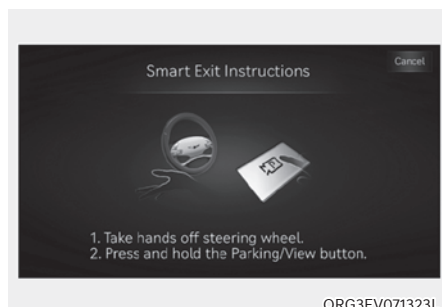 Smart Exit Instructions
Cancel
P
1. Take hands off steering wheel.
2. Press and hold the Parking/View button.
ORG3EV071323L